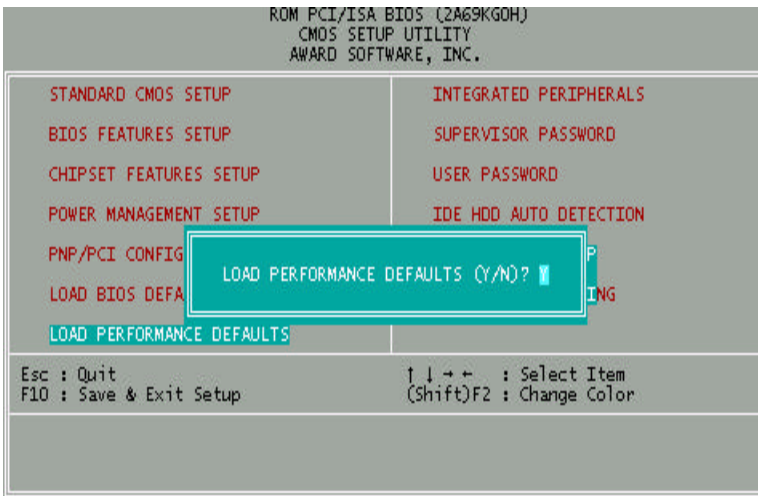 ROM PCI/ISA BIOS (2A69KG0H)
CMOS SETUP UTILITY
AWARD SOFTWARE, INC.
STANDARD CMOS SETUP
BIOS FEATURES SETUP
CHIPSET FEATURES SETUP
POWER MANAGEMENT SETUP
PNP/PCI CONFIG
LOAD BIOS DEFA
LOAD PERFORMANCE DEFAULTS
INTEGRATED PERIPHERALS
SUPERVISOR PASSWORD
USER PASSWORD
IDE HDD AUTO DETECTION
P
ING
LOAD PERFORMANCE DEFAULTS (Y/N)? Y
Esc : Quit
F10 : Save & Exit Setup
↑ ↓ → ← : Select Item
(Shift)F2 : Change Color